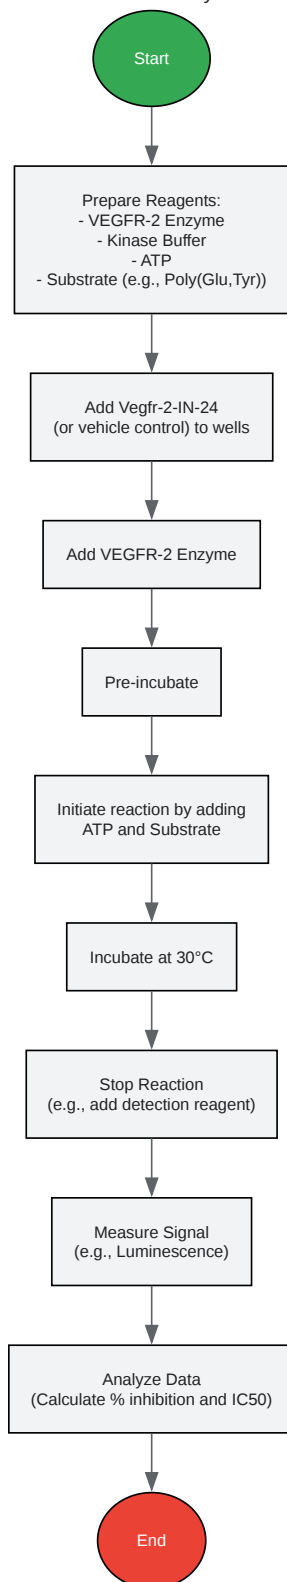 Start
Prepare Reagents:
- VEGFR-2 Enzyme
- Kinase Buffer
- ATP
- Substrate (e.g., Poly(Glu,Tyr))
Add Vegfr-2-IN-24
(or vehicle control) to wells
Add VEGFR-2 Enzyme
Pre-incubate
Initiate reaction by adding
ATP and Substrate
Incubate at 30°C
Stop Reaction
(e.g., add detection reagent)
Measure Signal
(e.g., Luminescence)
Analyze Data
(Calculate % inhibition and IC50)
End